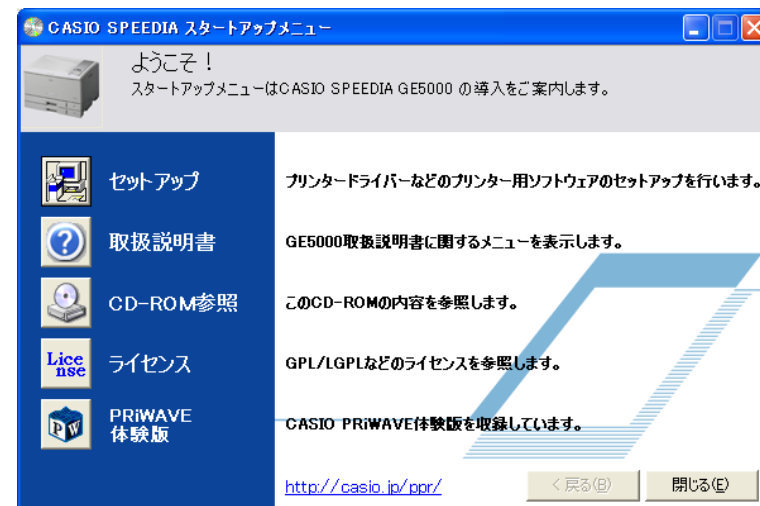 CASIO SPEEDIA スタートアップメニュー
ようこそ！
スタートアップメニューはCASIO SPEEDIA GE5000 の導入をご案内します。
セットアップ
プリンタードライバーなどのプリンター用ソフトウェアのセットアップを行います。
取扱説明書
GE5000取扱説明書に関するメニューを表示します。
CD-ROM参照
このCD-ROMの内容を参照します。
Lice
nse
ライセンス
GPL/LGPLなどのライセンスを参照します。
PW
PRiWAVE
体験版
CASIO PRiWAVE体験版を収録しています。
http://casio.jp/ppr/
< 戻る(B)
閉じる(E)